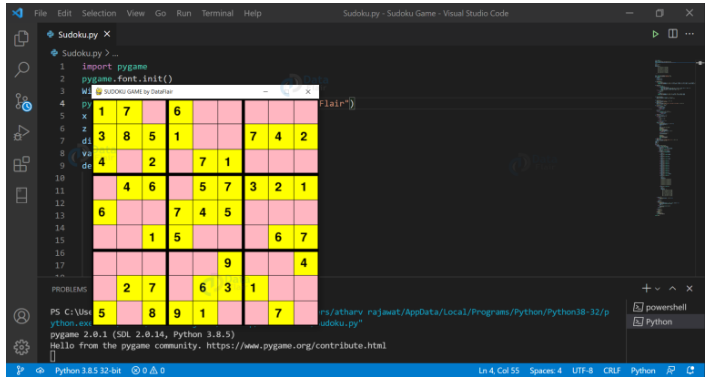 File Edit Selection View Go Run Terminal Help Sudoku.py - Sudoku Game - Visual Studio Code
Sudoku.py
Sudoku.py > ...
1 import pygame
2 pygame.font.init()
3 Wi
4 py Flair")
5 x
6 z
7 di
8 va
9 de
10
11
12
13
14
15
16
17
SUDOKU GAME by DataFlair
1 7 6
3 8 5 1 7 4 2
4 2 7 1
4 6 5 7 3 2 1
6 7 4 5
1 5 6 7
9 4
2 7 6 3 1
5 8 9 1 7
PROBLEMS
PS C:\Use rs/atharv rajawat/AppData/Local/Programs/Python/Python38-32/p
ython.exe udoku.py"
pygame 2.0.1 (SDL 2.0.14, Python 3.8.5)
Hello from the pygame community. https://www.pygame.org/contribute.html
powershell
Python
Python 3.8.5 32-bit 0 0 Ln 4, Col 55 Spaces: 4 UTF-8 CRLF Python